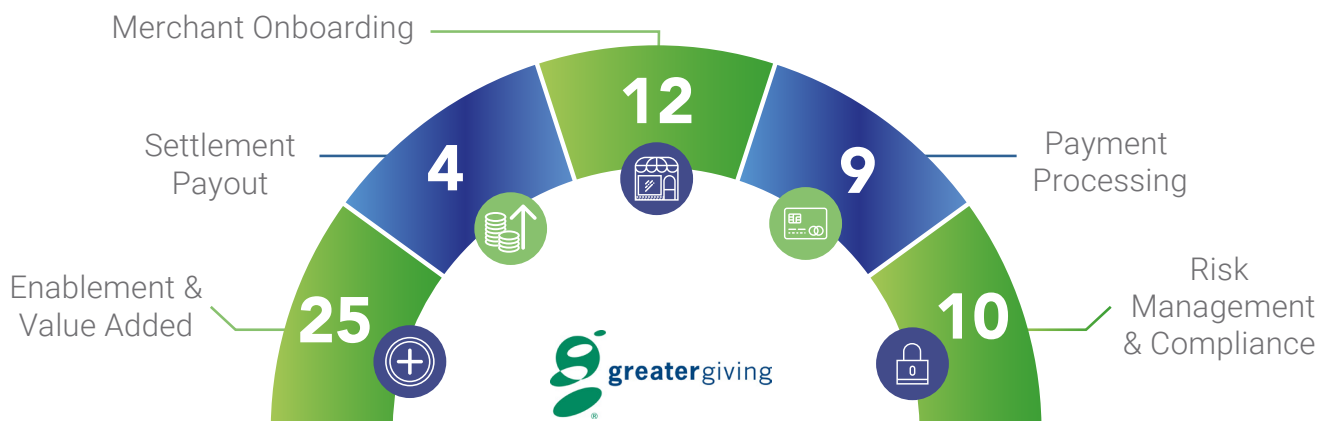 Merchant Onboarding
12
Settlement
Payout
4
9
Payment
Processing
Enablement &
Value Added
25
10
Risk
Management
& Compliance
greatergiving
®